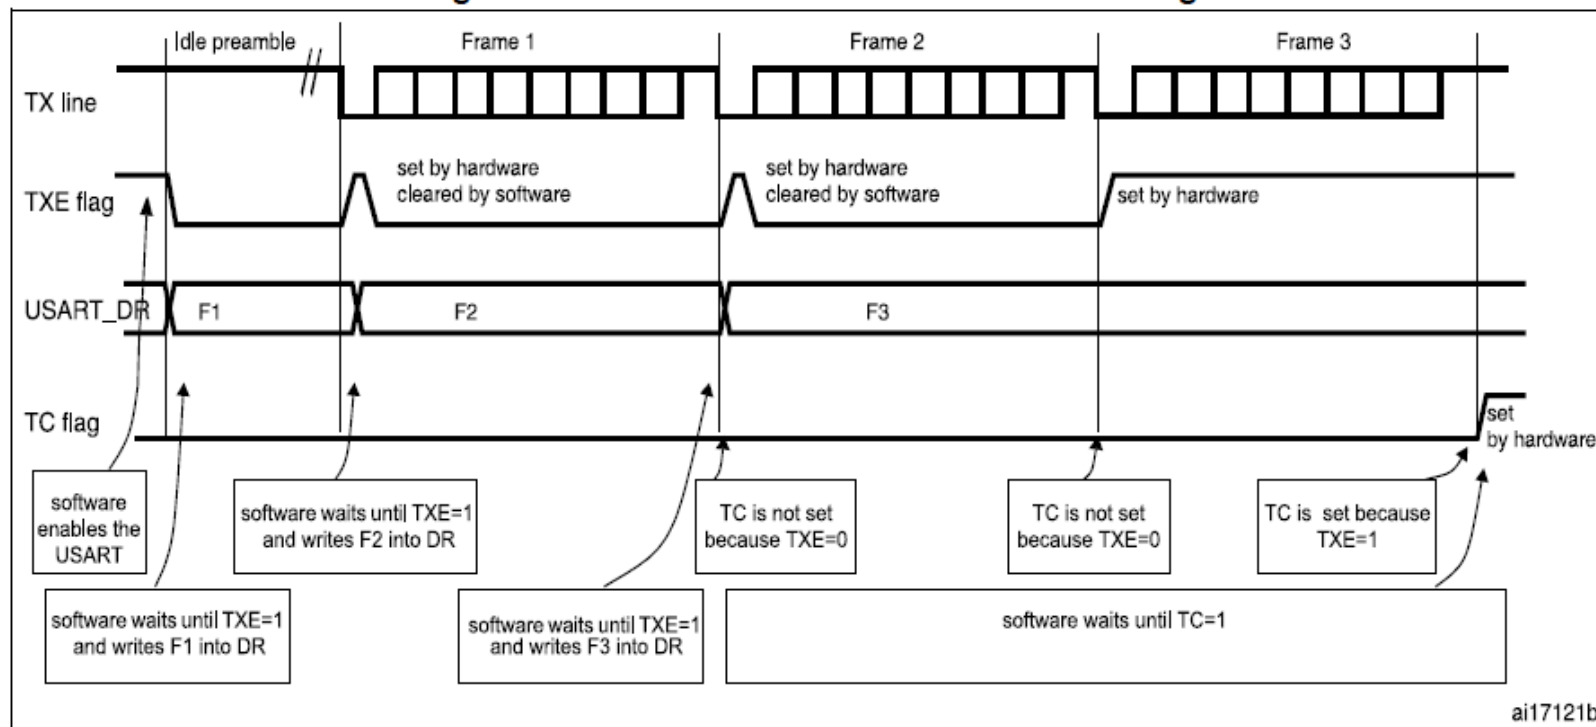 Idle preamble
Frame 1
Frame 2
Frame 3
TX line
set by hardware
cleared by software
set by hardware
cleared by software
TXE flag
set by hardware
USART_DR
F1
F2
F3
TC flag
set
by hardware
software
enables the
USART
software waits until TXE=1
and writes F2 into DR
TC is not set
because TXE=0
TC is not set
because TXE=0
TC is set because
TXE=1
software waits until TXE=1
and writes F1 into DR
software waits until TXE=1
and writes F3 into DR
software waits until TC=1
ai17121b